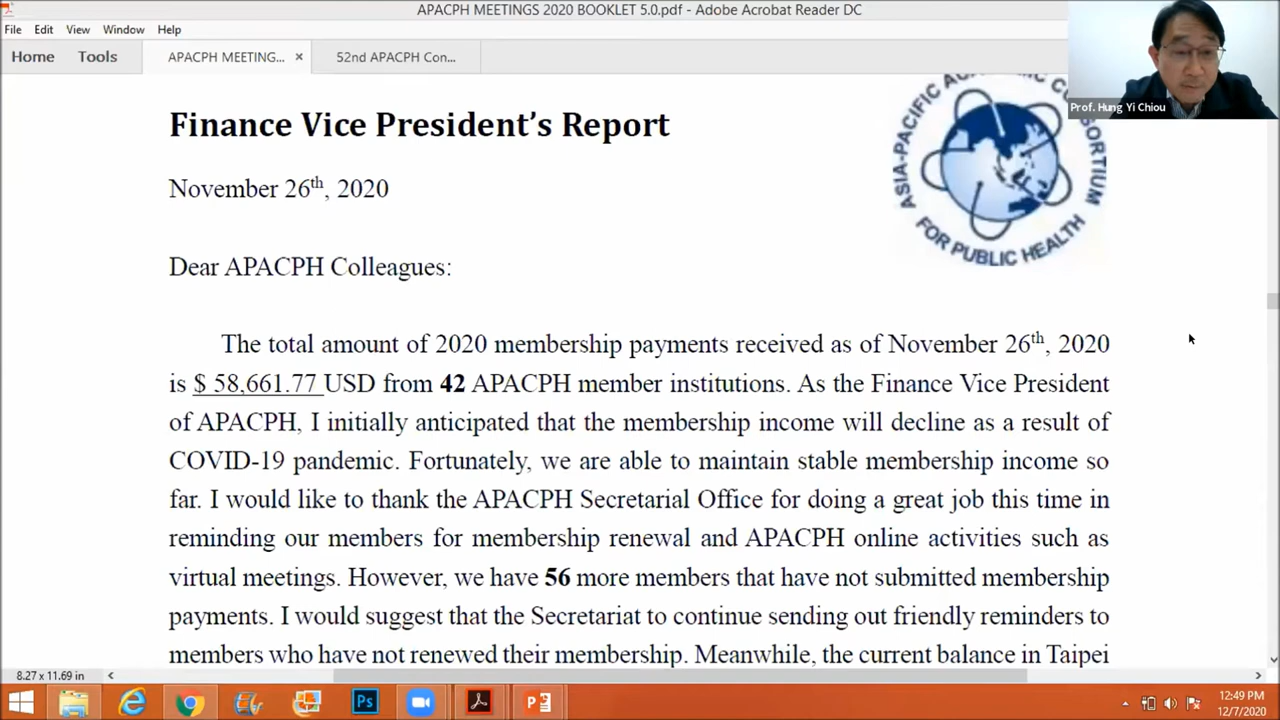 APACPH MEETINGS 2020 BOOKLET 5.0.pdf - Adobe Acrobat Reader DC
File Edit View Window Help
Home Tools APACPH MEETING... × 52nd APACPH Con...
Prof. Hung Yi Chiou
ASIA-PACIFIC ACADEMIC CONSORTIUM
FOR PUBLIC HEALTH
Finance Vice President's Report
November 26th, 2020
Dear APACPH Colleagues:
The total amount of 2020 membership payments received as of November 26th, 2020
is $ 58,661.77 USD from 42 APACPH member institutions. As the Finance Vice President
of APACPH, I initially anticipated that the membership income will decline as a result of
COVID-19 pandemic. Fortunately, we are able to maintain stable membership income so
far. I would like to thank the APACPH Secretarial Office for doing a great job this time in
reminding our members for membership renewal and APACPH online activities such as
virtual meetings. However, we have 56 more members that have not submitted membership
payments. I would suggest that the Secretariat to continue sending out friendly reminders to
members who have not renewed their membership. Meanwhile, the current balance in Taipei
8.27 x 11.69 in
Ps
12:49 PM
12/7/2020